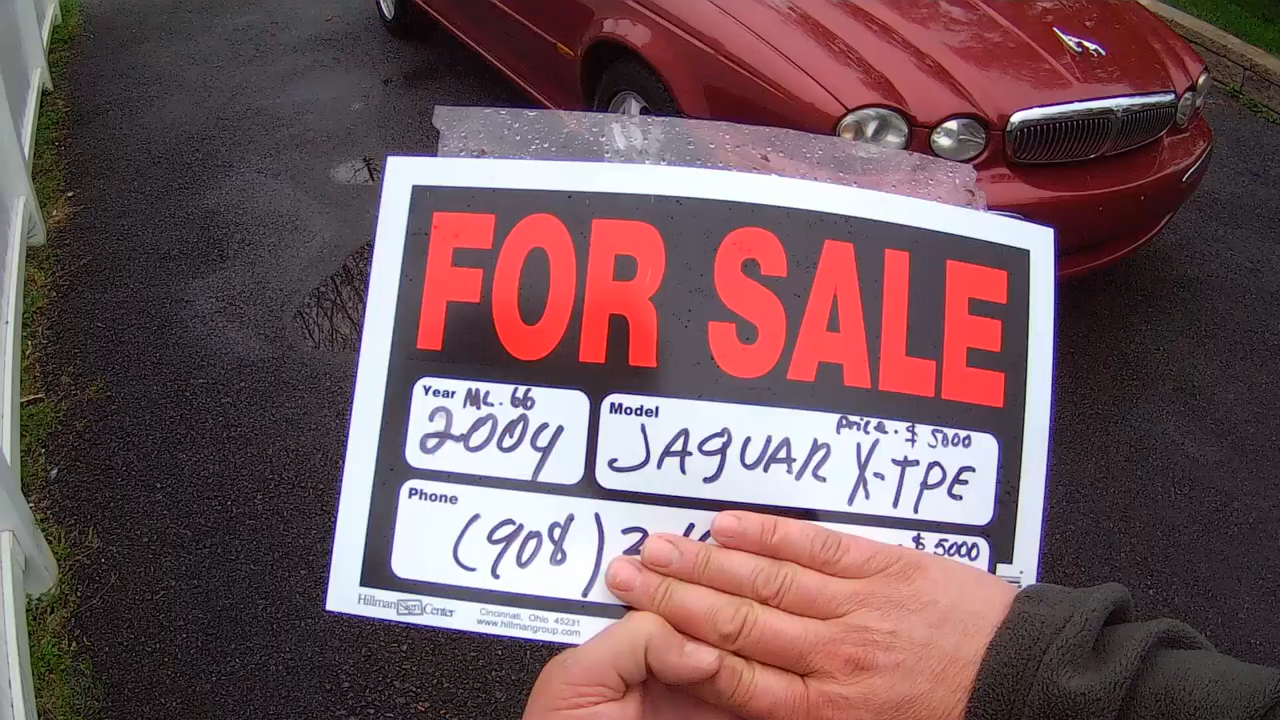 FOR SALE
Year ML. 66
2004
Model
Price. $ 5000
JAGUAR X-TPE
Phone
(908)
$ 5000
Hillman Sign Center
Cincinnati, Ohio 45231
www.hillmangroup.com